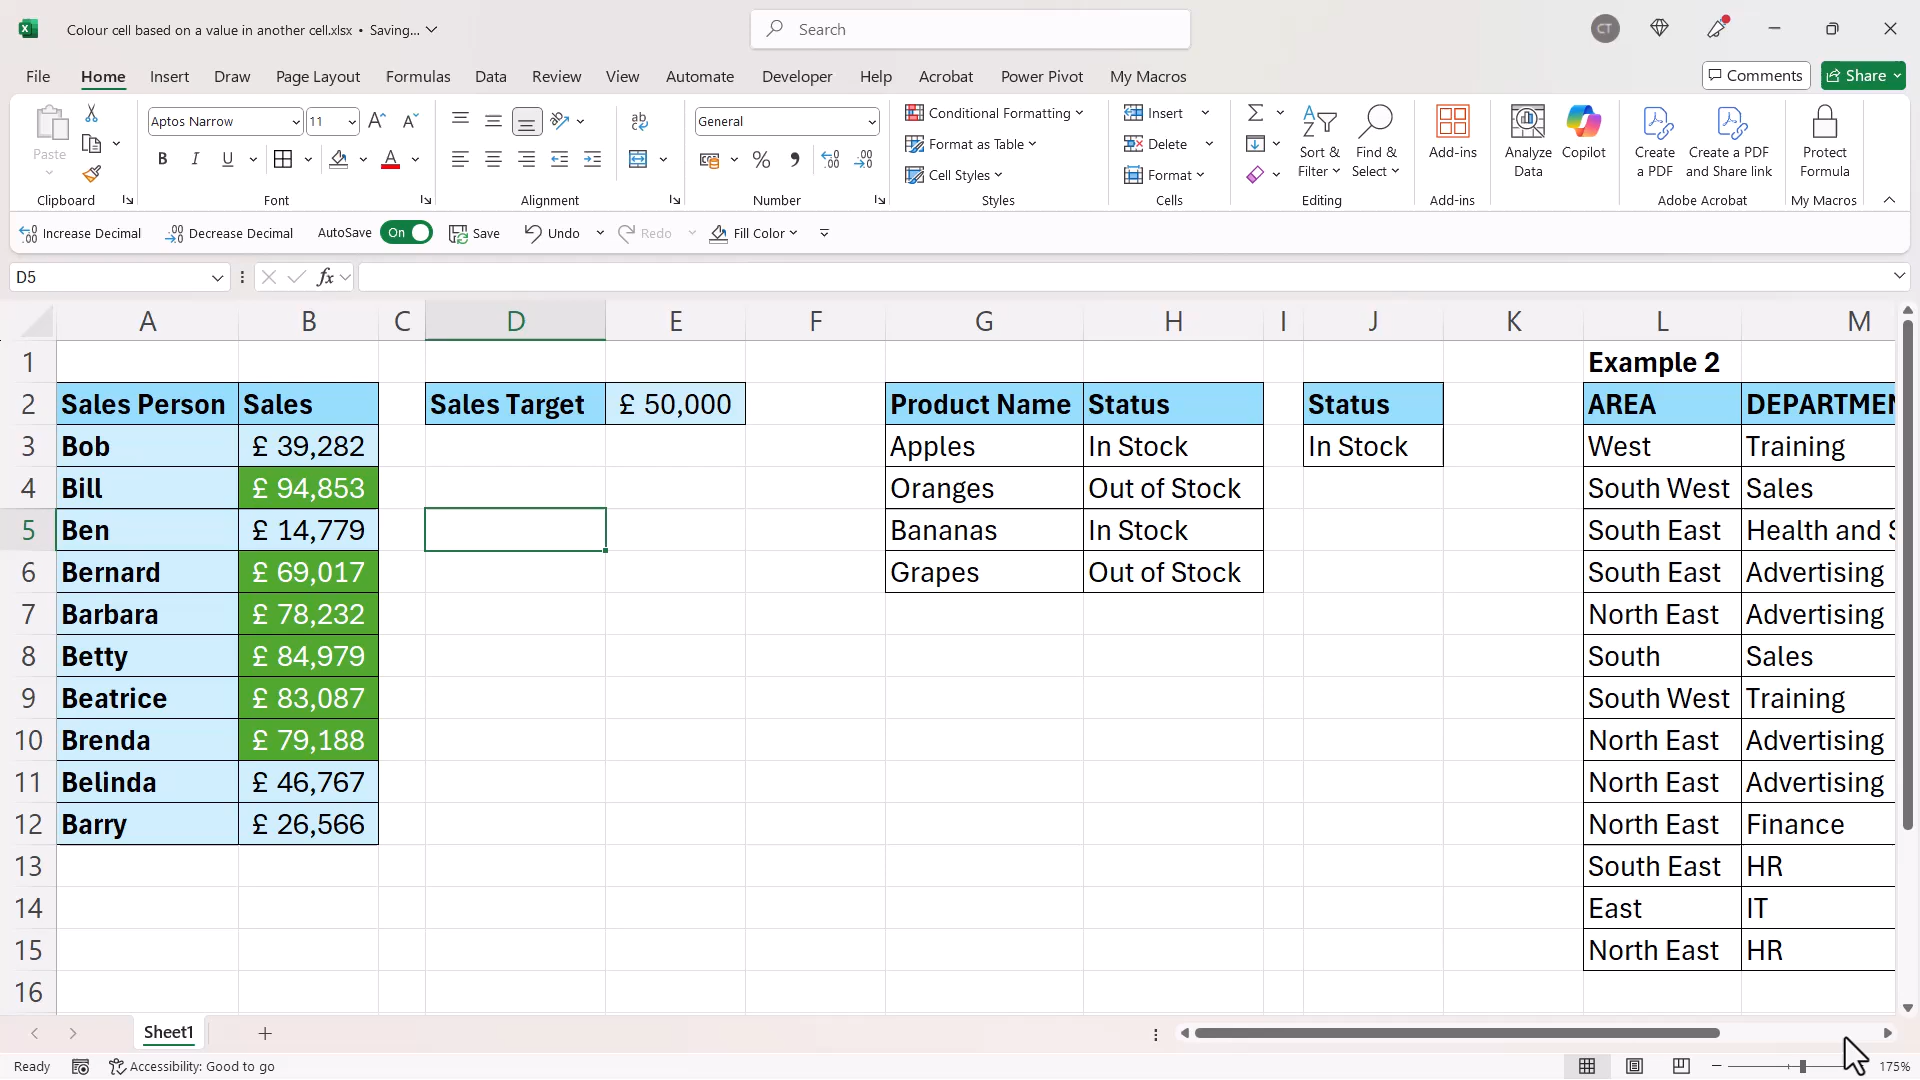 Colour cell based on a value in another cell.xlsx • Saving...
Search
CT
File Home Insert Draw Page Layout Formulas Data Review View Automate Developer Help Acrobat Power Pivot My Macros
Comments Share
Paste
Clipboard
Aptos Narrow 11
B I U A
Font
ab
Alignment
General
% 9
Number
Conditional Formatting
Format as Table
Cell Styles
Styles
Insert
Delete
Format
Cells
Sort & Filter
Find & Select
Editing
Add-ins
Add-ins
Analyze Data
Copilot
Create a PDF
Create a PDF and Share link
Adobe Acrobat
Protect Formula
My Macros
Increase Decimal Decrease Decimal AutoSave On Save Undo Redo Fill Color
D5 fx
A B C D E F G H I J K L M
1 Example 2
2 Sales Person Sales Sales Target £ 50,000 Product Name Status Status AREA DEPARTMEN
3 Bob £ 39,282 Apples In Stock In Stock West Training
4 Bill £ 94,853 Oranges Out of Stock South West Sales
5 Ben £ 14,779 Bananas In Stock South East Health and S
6 Bernard £ 69,017 Grapes Out of Stock South East Advertising
7 Barbara £ 78,232 North East Advertising
8 Betty £ 84,979 South Sales
9 Beatrice £ 83,087 South West Training
10 Brenda £ 79,188 North East Advertising
11 Belinda £ 46,767 North East Advertising
12 Barry £ 26,566 North East Finance
13 South East HR
14 East IT
15 North East HR
16
Sheet1
Ready Accessibility: Good to go 175%